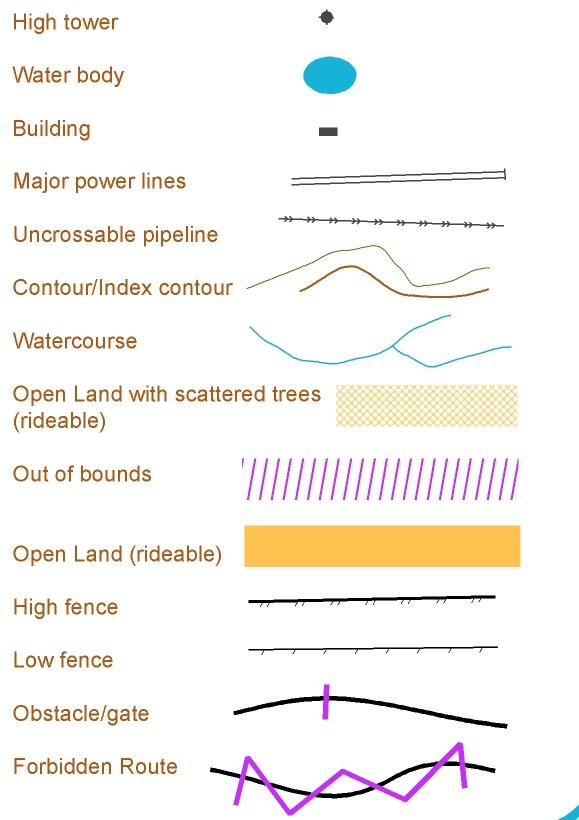 High tower
Water body
Building
Major power lines
Uncrossable pipeline
Contour/Index contour
Watercourse
Open Land with scattered trees
(rideable)
Out of bounds
Open Land (rideable)
High fence
Low fence
Obstacle/gate
Forbidden Route